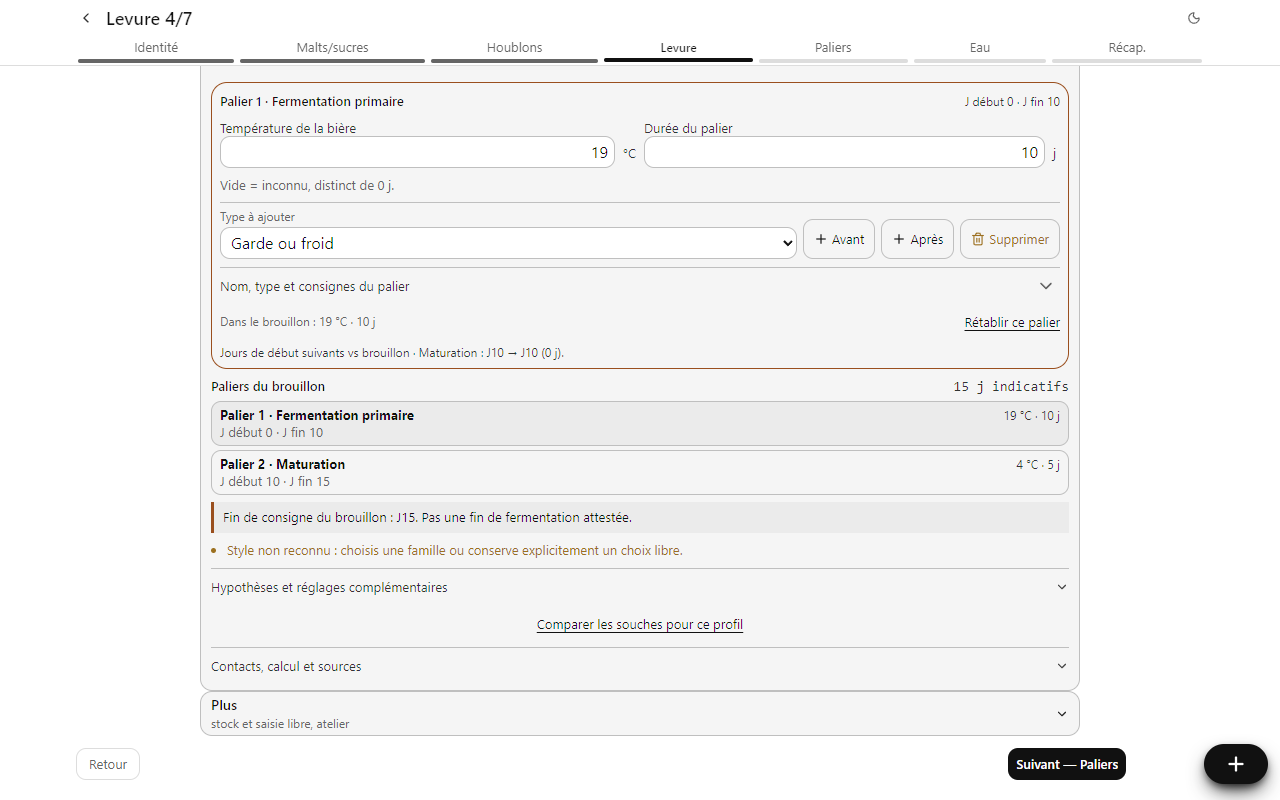 Levure 4/7
Identité
Malts/sucres
Houblons
Levure
Paliers
Eau
Récap.
Palier 1 · Fermentation primaire
J début 0 · J fin 10
Température de la bière
Durée du palier
19 °C
10 j
Vide = inconnu, distinct de 0 j.
Type à ajouter
Garde ou froid
+ Avant
+ Après
Supprimer
Nom, type et consignes du palier
Dans le brouillon : 19 °C · 10 j
Rétablir ce palier
Jours de début suivants vs brouillon · Maturation : J10 → J10 (0 j).
Paliers du brouillon
15 j indicatifs
Palier 1 · Fermentation primaire
19 °C · 10 j
J début 0 · J fin 10
Palier 2 · Maturation
4 °C · 5 j
J début 10 · J fin 15
Fin de consigne du brouillon : J15. Pas une fin de fermentation attestée.
Style non reconnu : choisis une famille ou conserve explicitement un choix libre.
Hypothèses et réglages complémentaires
Comparer les souches pour ce profil
Contacts, calcul et sources
Plus
stock et saisie libre, atelier
Retour
Suivant — Paliers
+